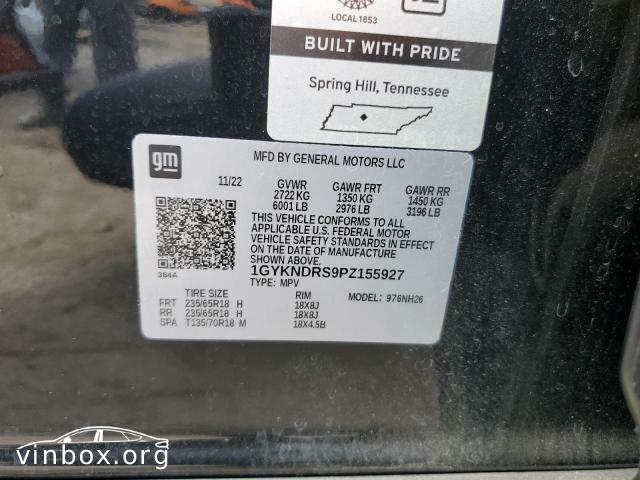 LOCAL 1853
BUILT WITH PRIDE
Spring Hill, Tennessee
gm
MFD BY GENERAL MOTORS LLC
11/22 GVWR GAWR FRT GAWR RR
2722 KG 1350 KG 1450 KG
6001 LB 2976 LB 3196 LB
THIS VEHICLE CONFORMS TO ALL
APPLICABLE U.S. FEDERAL MOTOR
VEHICLE SAFETY STANDARDS IN EFFECT
ON THE DATE OF MANUFACTURE
SHOWN ABOVE.
384A
1GYKNDRS9PZ155927
TYPE: MPV
TIRE SIZE RIM MODEL: 976NH26
FRT 235/65R18 H 18X8J
RR 235/65R18 H 18X8J
SPA T135/70R18 M 18X4.5B
vinbox.org